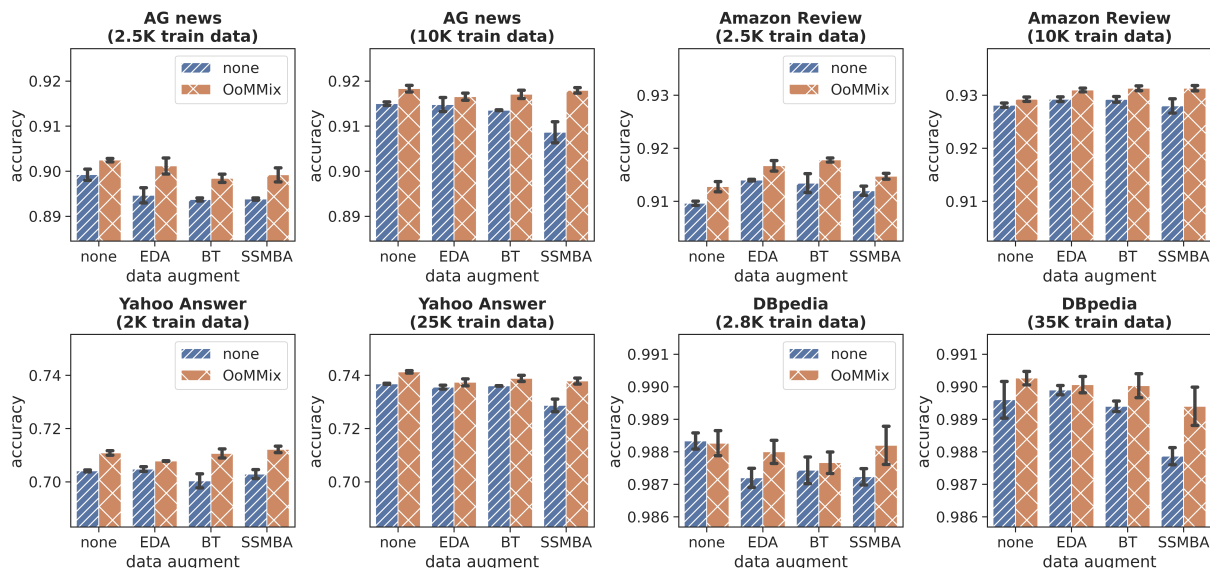 AG news
(2.5K train data)
accuracy
0.92
0.91
0.90
0.89
none
OoMMix
none EDA BT SSMBA
data augment
AG news
(10K train data)
accuracy
0.92
0.91
0.90
0.89
none EDA BT SSMBA
data augment
Amazon Review
(2.5K train data)
accuracy
0.93
0.92
0.91
none
OoMMix
none EDA BT SSMBA
data augment
Amazon Review
(10K train data)
accuracy
0.93
0.92
0.91
none EDA BT SSMBA
data augment
Yahoo Answer
(2K train data)
accuracy
0.74
0.72
0.70
none
OoMMix
none EDA BT SSMBA
data augment
Yahoo Answer
(25K train data)
accuracy
0.74
0.72
0.70
none EDA BT SSMBA
data augment
DBpedia
(2.8K train data)
accuracy
0.991
0.990
0.989
0.988
0.987
0.986
none
OoMMix
none EDA BT SSMBA
data augment
DBpedia
(35K train data)
accuracy
0.991
0.990
0.989
0.988
0.987
0.986
none EDA BT SSMBA
data augment